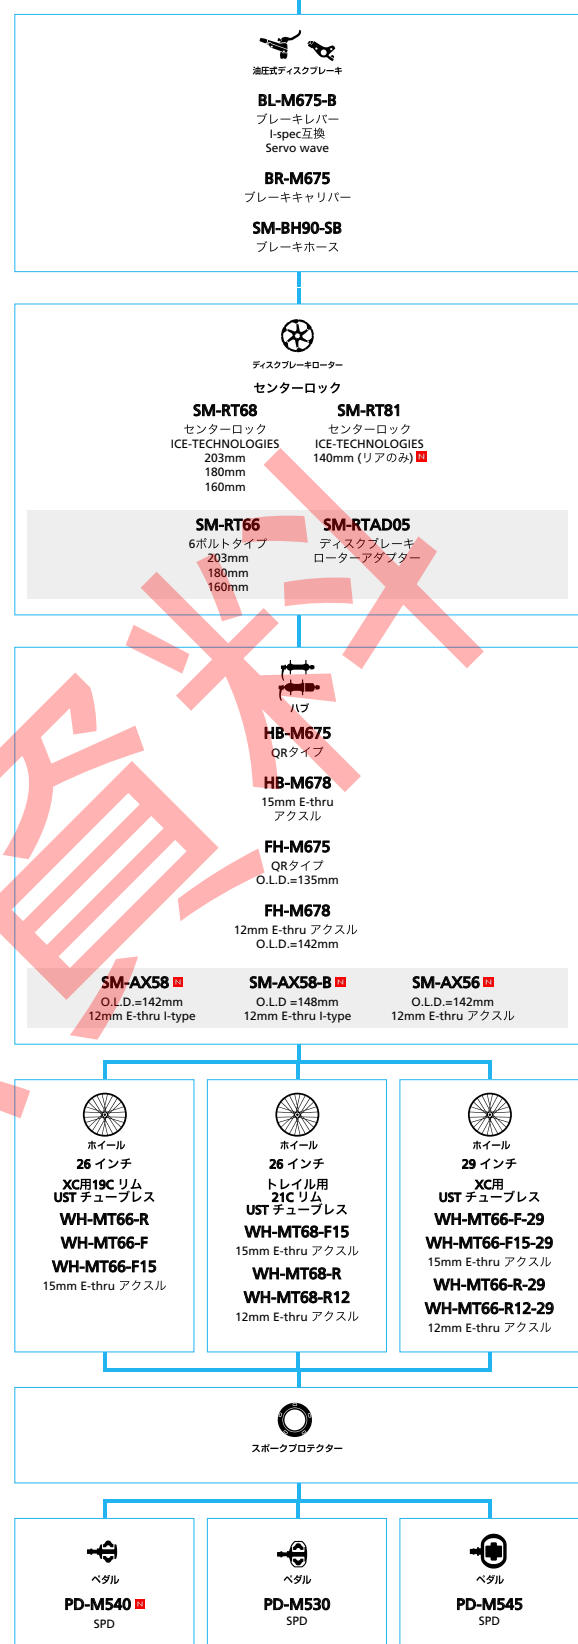 油圧式ディスクブレーキ
BL-M675-B
ブレーキレバー
I-spec互換
Servo wave
BR-M675
ブレーキキャリパー
SM-BH90-SB
ブレーキホース
ディスクブレーキローター
センターロック
SM-RT68
センターロック
ICE-TECHNOLOGIES
203mm
180mm
160mm
SM-RT81
センターロック
ICE-TECHNOLOGIES
140mm (リアのみ) N
SM-RT66
6ボルトタイプ
203mm
180mm
160mm
SM-RTAD05
ディスクブレーキ
ローターアダプター
ハブ
HB-M675
QRタイプ
HB-M678
15mm E-thru
アクスル
FH-M675
QRタイプ
O.L.D.=135mm
FH-M678
12mm E-thru アクスル
O.L.D.=142mm
SM-AX58 N
O.L.D.=142mm
12mm E-thru I-type
SM-AX58-B N
O.L.D =148mm
12mm E-thru I-type
SM-AX56 N
O.L.D.=142mm
12mm E-thru アクスル
ホイール
26 インチ
XC用19C リム
UST チューブレス
WH-MT66-R
WH-MT66-F
WH-MT66-F15
15mm E-thru アクスル
ホイール
26 インチ
トレイル用
21C リム
UST チューブレス
WH-MT68-F15
15mm E-thru アクスル
WH-MT68-R
WH-MT68-R12
12mm E-thru アクスル
ホイール
29 インチ
XC用
UST チューブレス
WH-MT66-F-29
WH-MT66-F15-29
15mm E-thru アクスル
WH-MT66-R-29
WH-MT66-R12-29
12mm E-thru アクスル
スポークプロテクター
ペダル
PD-M540 N
SPD
ペダル
PD-M530
SPD
ペダル
PD-M545
SPD
資料